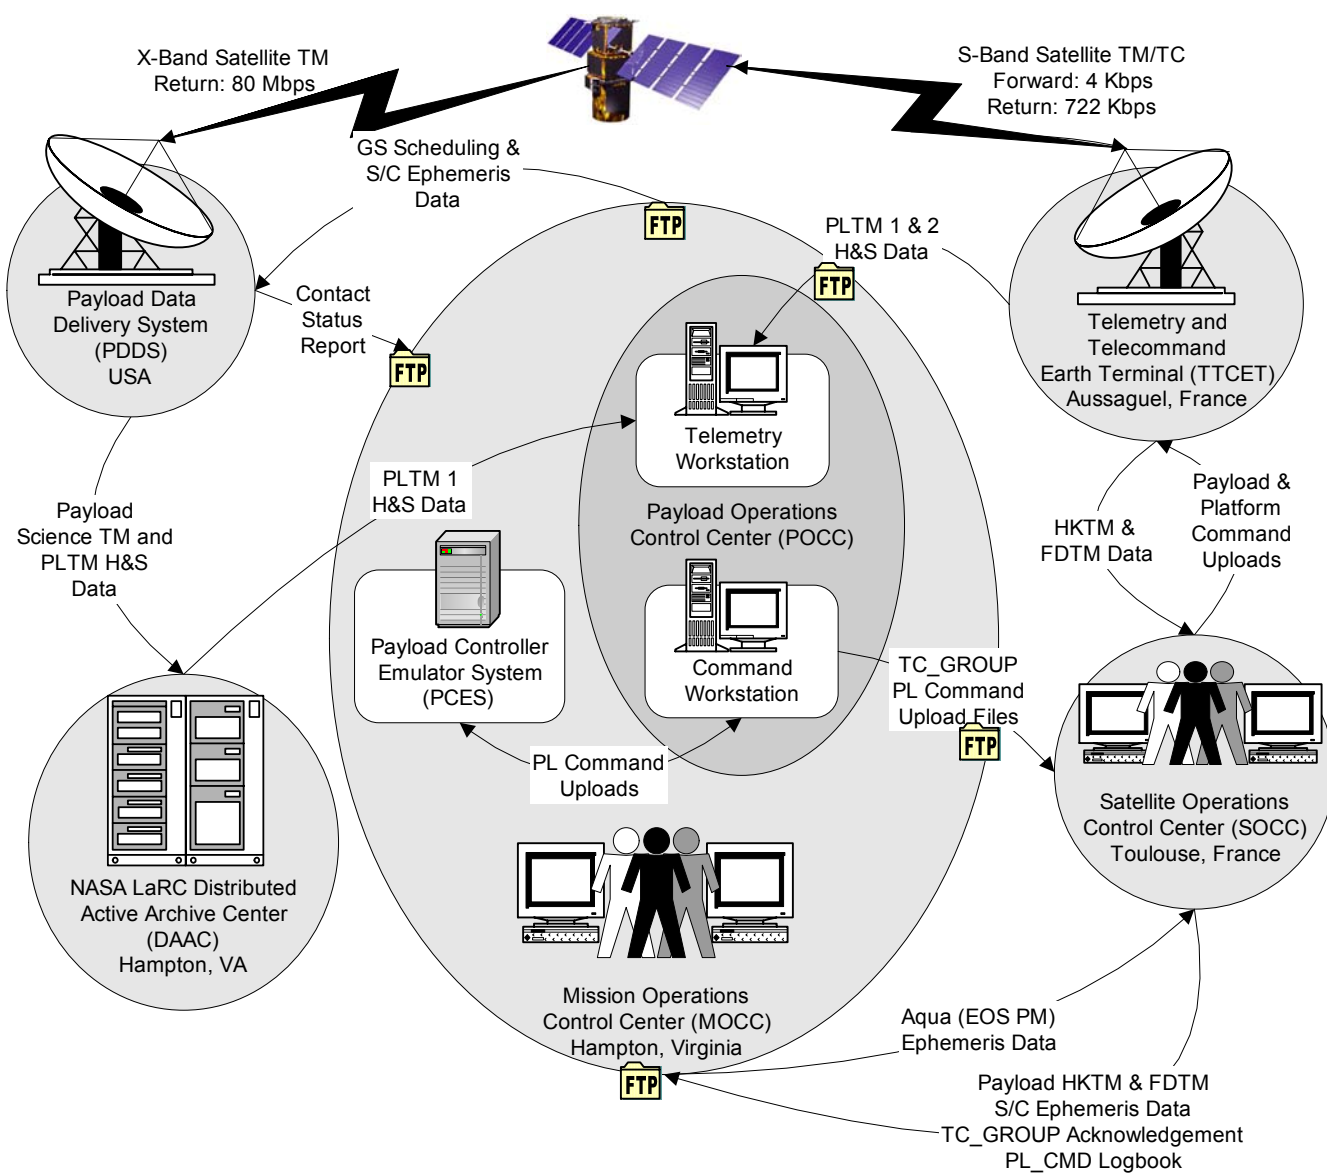 X-Band Satellite TM
Return: 80 Mbps
S-Band Satellite TM/TC
Forward: 4 Kbps
Return: 722 Kbps
GS Scheduling &
S/C Ephemeris
Data
FTP
PLTM 1 & 2
H&S Data
FTP
Payload Data
Delivery System
(PDDS)
USA
Contact
Status
Report
FTP
Telemetry and
Telecommand
Earth Terminal (TTCET)
Aussaguel, France
Telemetry
Workstation
PLTM 1
H&S Data
Payload Operations
Control Center (POCC)
Payload
Science TM and
PLTM H&S
Data
HKTM &
FDTM Data
Payload &
Platform
Command
Uploads
Payload Controller
Emulator System
(PCES)
Command
Workstation
TC_GROUP
PL Command
Upload Files
FTP
PL Command
Uploads
Satellite Operations
Control Center (SOCC)
Toulouse, France
NASA LaRC Distributed
Active Archive Center
(DAAC)
Hampton, VA
Mission Operations
Control Center (MOCC)
Hampton, Virginia
FTP
Aqua (EOS PM)
Ephemeris Data
Payload HKTM & FDTM
S/C Ephemeris Data
TC_GROUP Acknowledgement
PL_CMD Logbook